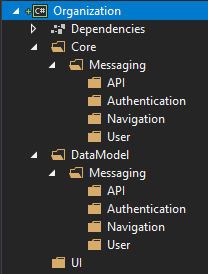 C# Organization
Dependencies
Core
Messaging
API
Authentication
Navigation
User
DataModel
Messaging
API
Authentication
Navigation
User
UI